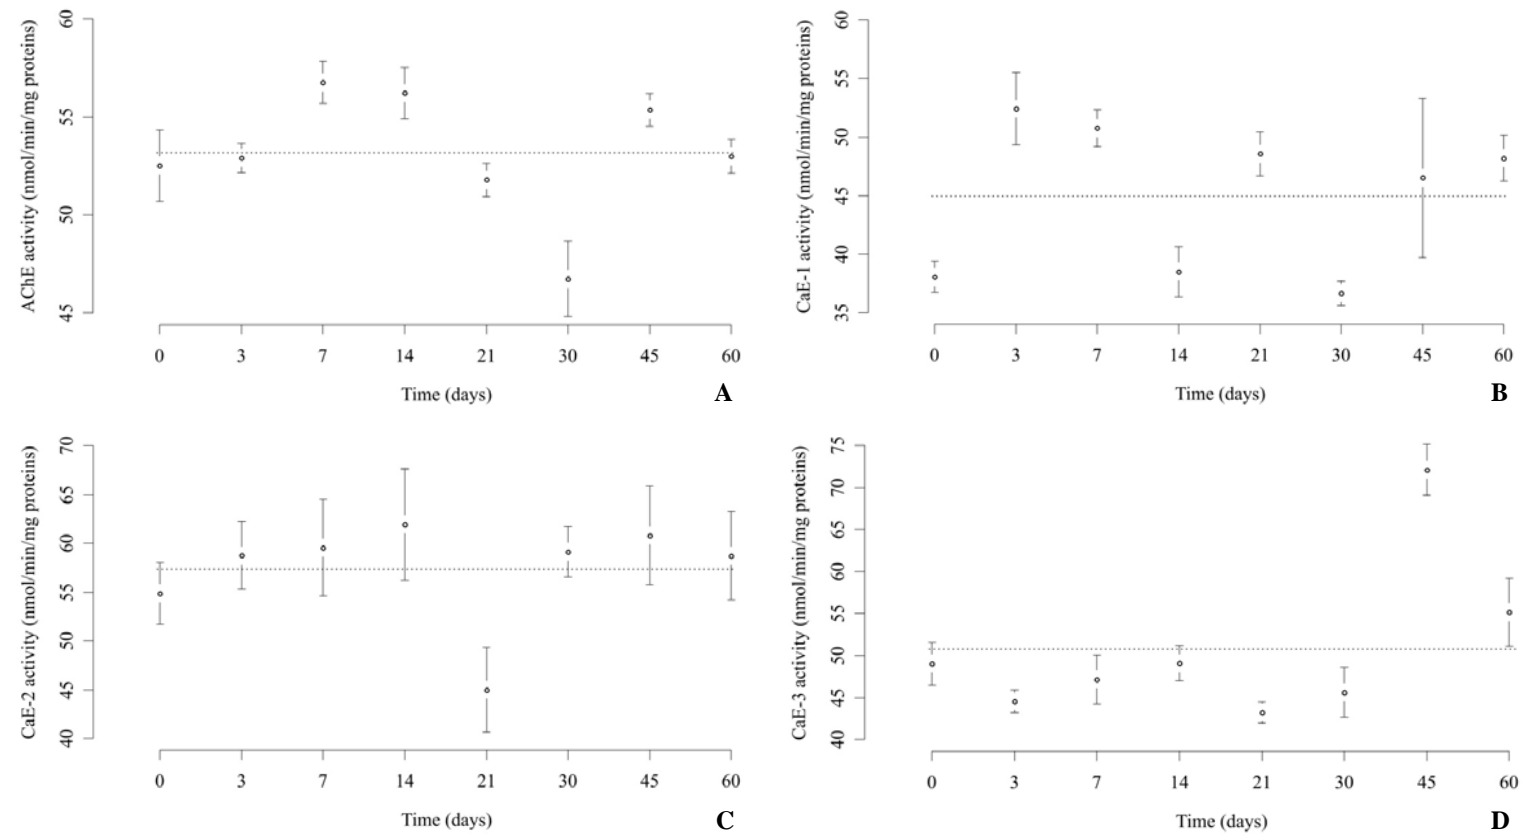 AChE activity (nmol/min/mg proteins)
60
55
50
45
0 3 7 14 21 30 45 60
Time (days)
A
CaE-1 activity (nmol/min/mg proteins)
60
55
50
45
40
35
0 3 7 14 21 30 45 60
Time (days)
B
CaE-2 activity (nmol/min/mg proteins)
70
65
60
55
50
45
40
0 3 7 14 21 30 45 60
Time (days)
C
CaE-3 activity (nmol/min/mg proteins)
75
70
65
60
55
50
45
40
0 3 7 14 21 30 45 60
Time (days)
D